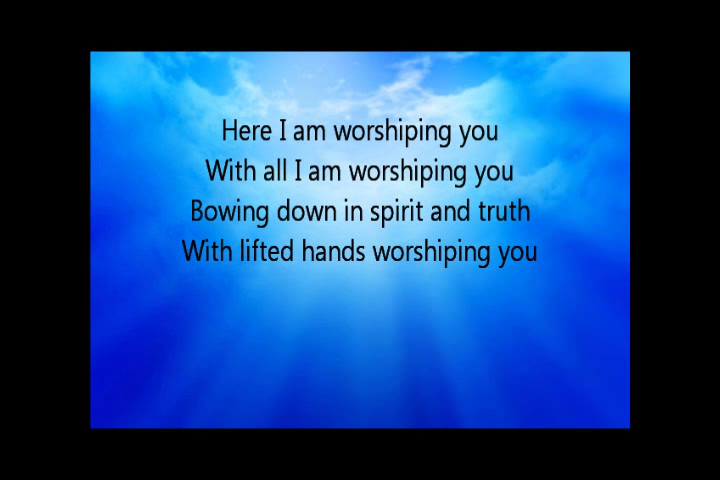 Here I am worshiping you
With all I am worshiping you
Bowing down in spirit and truth
With lifted hands worshiping you